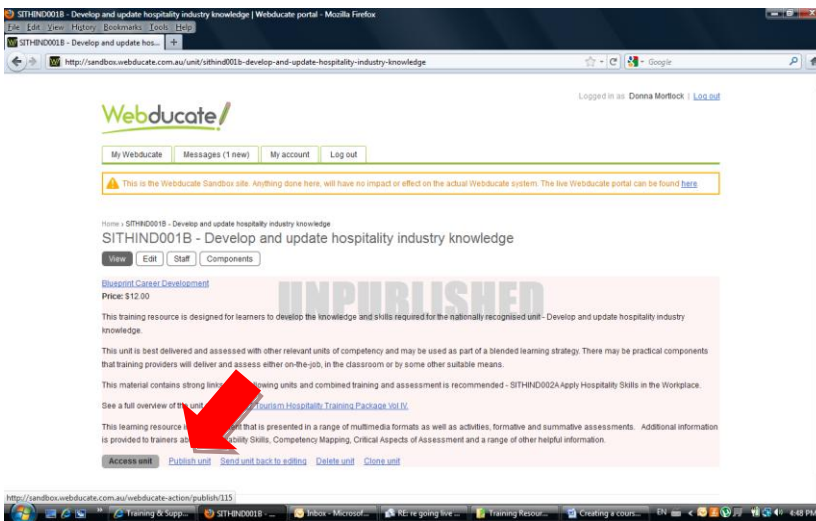 SITHIND001B - Develop and update hospitality industry knowledge | Webducate portal - Mozilla Firefox
File Edit View History Bookmarks Tools Help
SITHIND001B - Develop and update hos... +
http://sandbox.webducate.com.au/unit/sithind001b-develop-and-update-hospitality-industry-knowledge
Google
Logged in as: Donna Mortlock | Log out
Webducate
My Webducate Messages (1 new) My account Log out
This is the Webducate Sandbox site. Anything done here, will have no impact or effect on the actual Webducate system. The live Webducate portal can be found here.
Home › SITHIND001B - Develop and update hospitality industry knowledge
SITHIND001B - Develop and update hospitality industry knowledge
View Edit Staff Components
UNPUBLISHED
Blueprint Career Development
Price: $12.00
This training resource is designed for learners to develop the knowledge and skills required for the nationally recognised unit - Develop and update hospitality industry
knowledge.
This unit is best delivered and assessed with other relevant units of competency and may be used as part of a blended learning strategy. There may be practical components
that training providers will deliver and assess either on-the-job, in the classroom or by some other suitable means.
This material contains strong links owing units and combined training and assessment is recommended - SITHIND002A Apply Hospitality Skills in the Workplace.
See a full overview of the unit Tourism Hospitality Training Package Vol IV.
This learning resource ent that is presented in a range of multimedia formats as well as activities, formative and summative assessments. Additional information
is provided to trainers ability Skills, Competency Mapping, Critical Aspects of Assessment and a range of other helpful information.
Access unit Publish unit Send unit back to editing Delete unit Clone unit
http://sandbox.webducate.com.au/webducate-action/publish/115
Training & Supp... SITHIND001B - ... Inbox - Microsof... RE: re going live ... Training Resour... Creating a cours... EN 4:48 PM